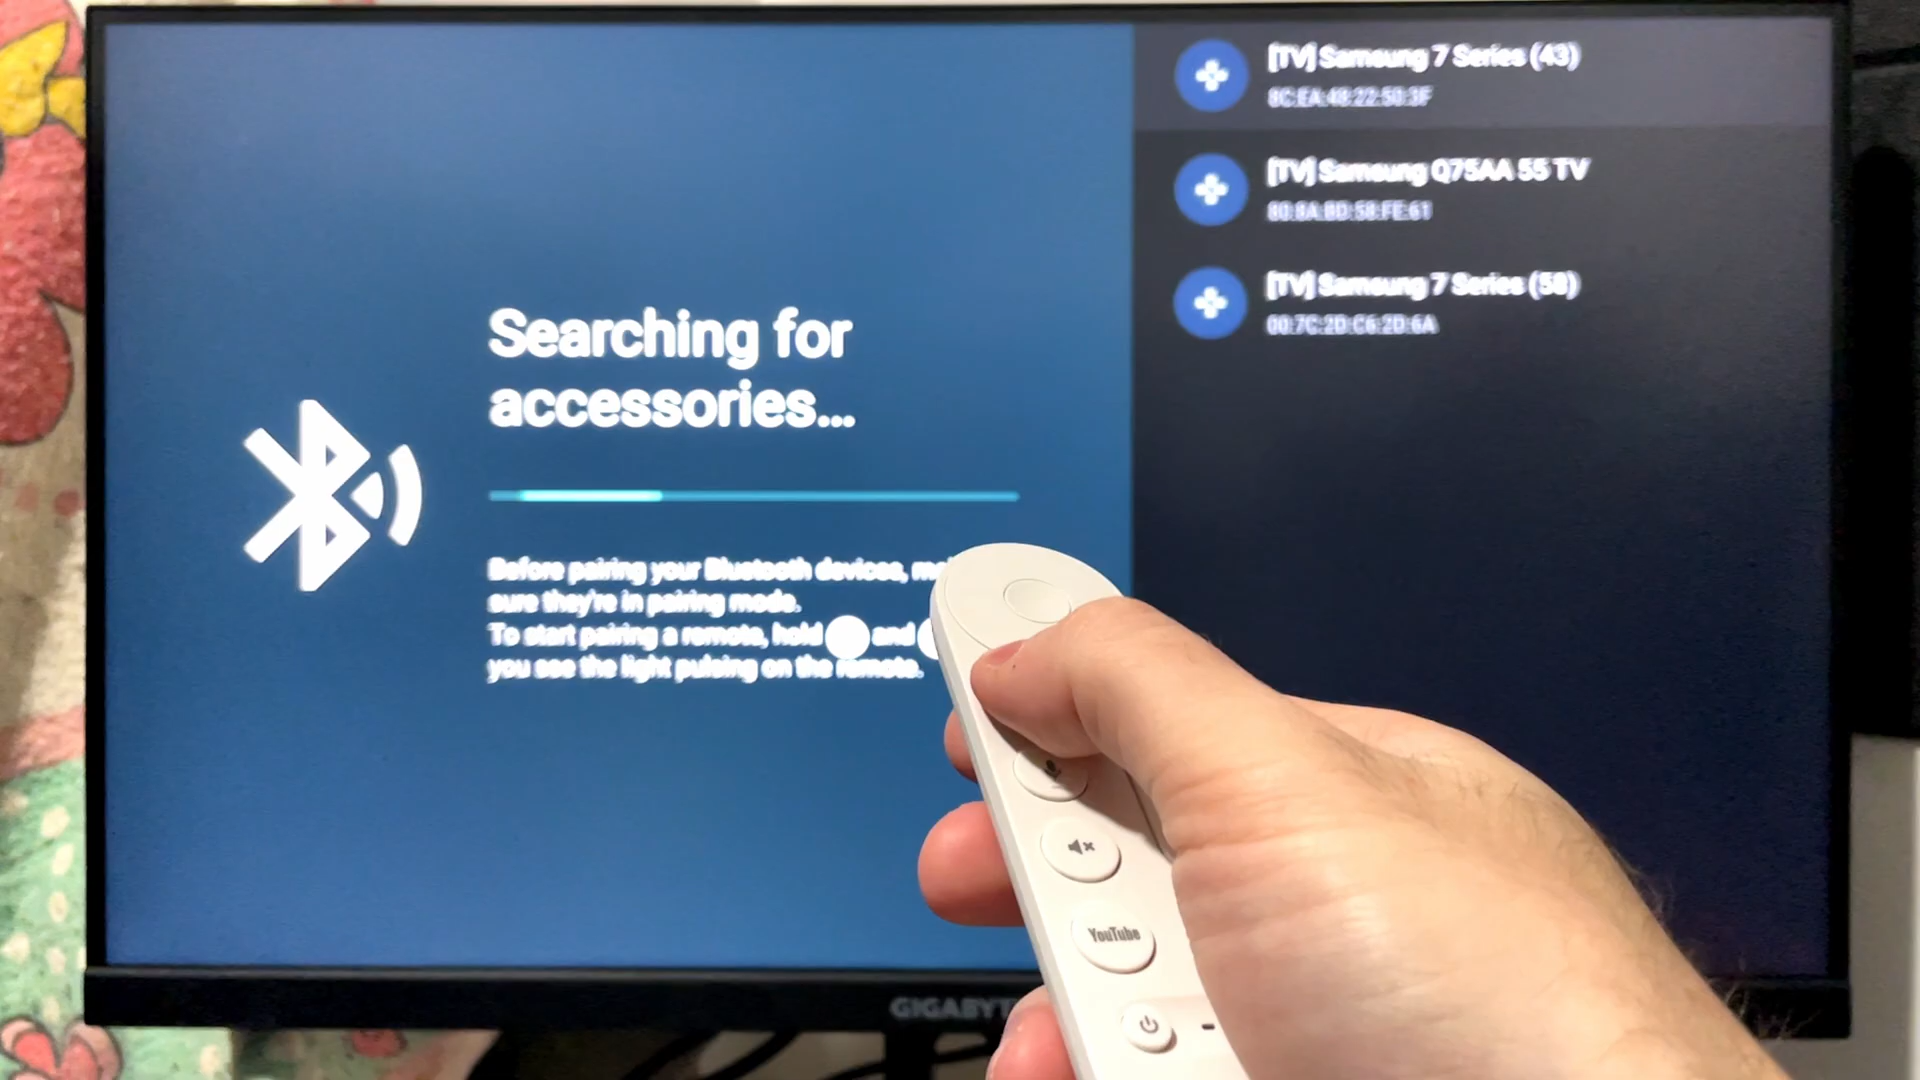 Searching for
accessories...
Before pairing your Bluetooth devices,
sure they're in pairing mode.
To start pairing a remote, hold and
you see the light pulsing on the remote.
[TV] Samsung 7 Series (43)
8C:EA:48:22:50:3F
[TV] Samsung Q75AA 55 TV
80:8A:BD:58:FE:61
[TV] Samsung 7 Series (58)
00:7C:2D:C6:2D:6A
YouTube
GIGABYT